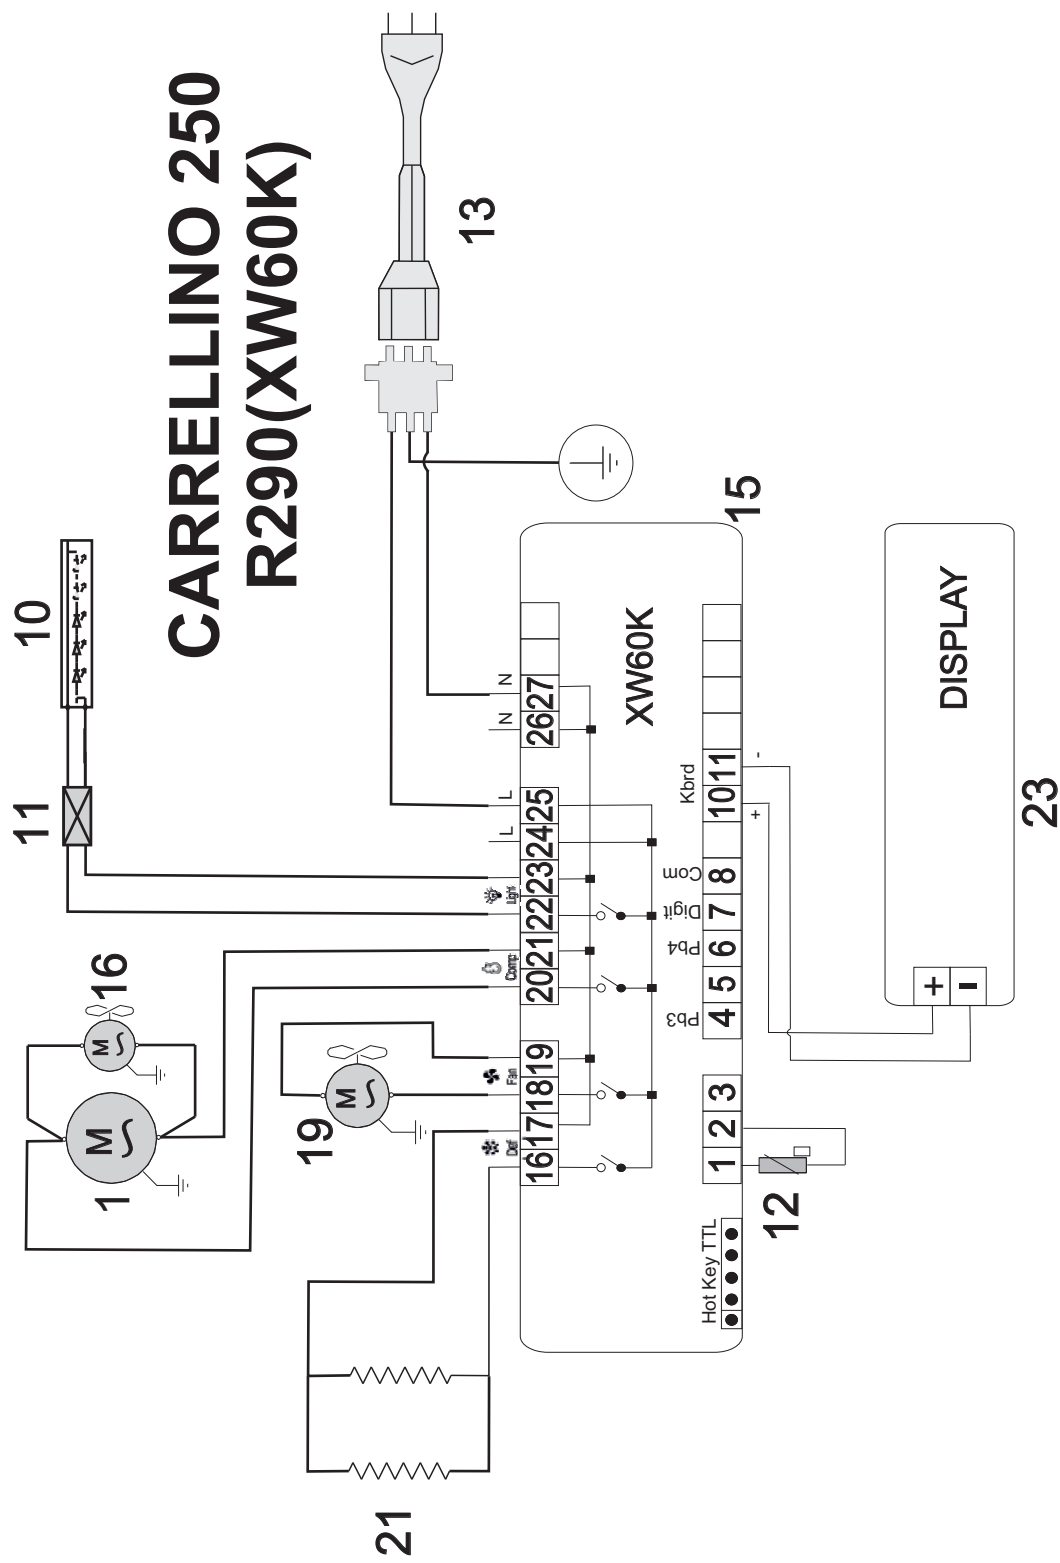 CARRELLINO 250
R290(XW60K)
21
1
16
19
11
10
13
Def
Fan
Comp
Light
L
L
N
N
16
17
18
19
20
21
22
23
24
25
26
27
XW60K
15
Hot Key TTL
Pb3
Pb4
Digit
Com
Kbrd
1
2
3
4
5
6
7
8
10
11
+
-
12
M
M
M
DISPLAY
+
-
23